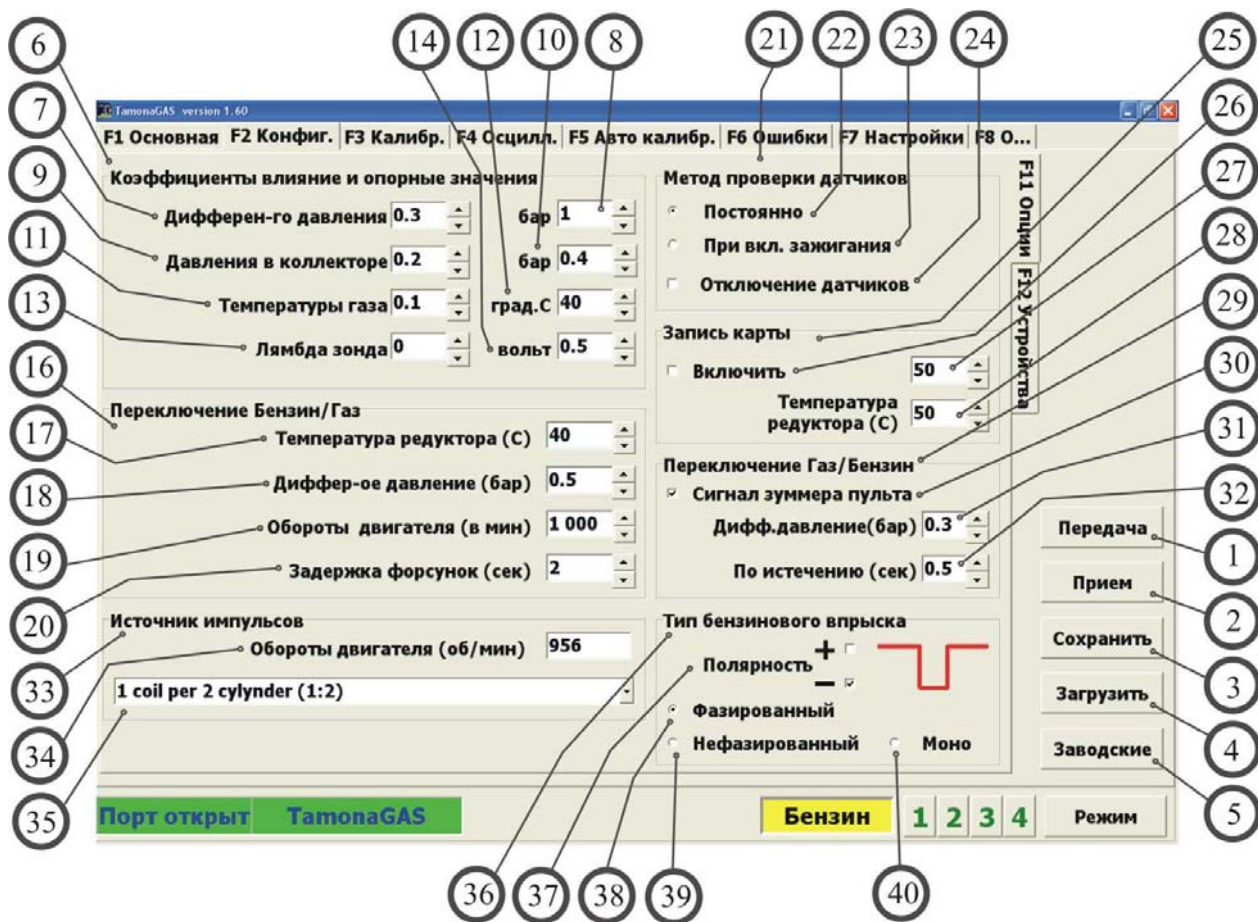 14 12 10 8 21 22 23 24 25
6
7
9
11
13
16
17
18
19
20
33
34
35
26
27
28
29
30
31
32
1
2
3
4
5
36 37 38 39 40
TamonaGAS version 1.60
F1 Основная F2 Конфиг. F3 Калибр. F4 Осцилл. F5 Авто калибр. F6 Ошибки F7 Настройки F8 О...
F11 Опции
F12 Устройства
Коэффициенты влияние и опорные значения
Дифферен-го давления 0.3 бар 1
Давления в коллекторе 0.2 бар 0.4
Температуры газа 0.1 град.С 40
Лямбда зонда 0 вольт 0.5
Переключение Бензин/Газ
Температура редуктора (С) 40
Диффер-ое давление (бар) 0.5
Обороты двигателя (в мин) 1 000
Задержка форсунок (сек) 2
Источник импульсов
Обороты двигателя (об/мин) 956
1 coil per 2 cylynder (1:2)
Метод проверки датчиков
Постоянно
При вкл. зажигания
Отключение датчиков
Запись карты
Включить 50
Температура
редуктора (С) 50
Переключение Газ/Бензин
Сигнал зуммера пульта
Дифф.давление(бар) 0.3
По истечению (сек) 0.5
Тип бензинового впрыска
Полярность + −
Фазированный
Нефазированный Моно
Передача
Прием
Сохранить
Загрузить
Заводские
Порт открыт TamonaGAS Бензин 1 2 3 4 Режим